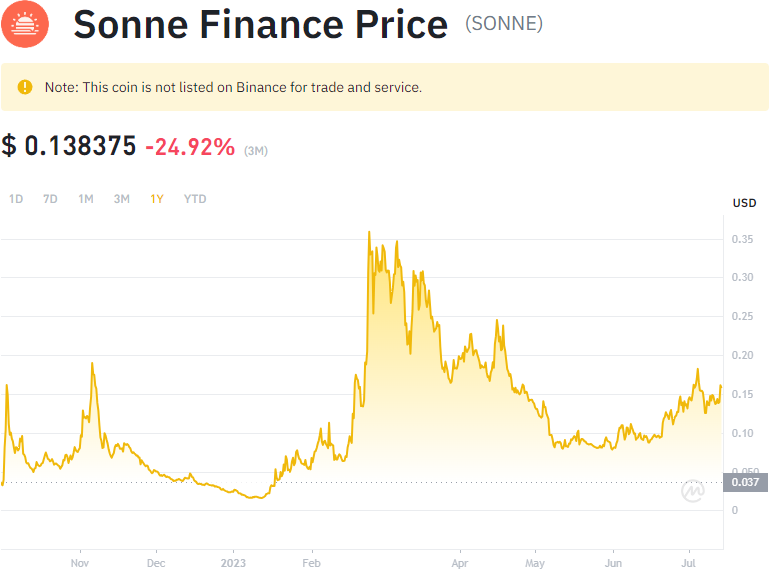 Sonne Finance Price (SONNE)
Note: This coin is not listed on Binance for trade and service.
$ 0.138375 -24.92% (3M)
1D 7D 1M 3M 1Y YTD
USD
0.35
0.30
0.25
0.20
0.15
0.10
0.050
0.037
0
Nov Dec 2023 Feb Apr May Jun Jul